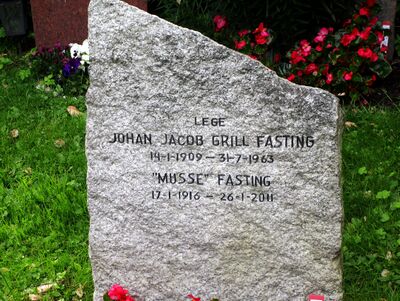 LEGE
JOHAN JACOB GRILL FASTING
14-1-1909 — 31-7-1963
"MUSSE" FASTING
17-1-1916 — 26-1-2011